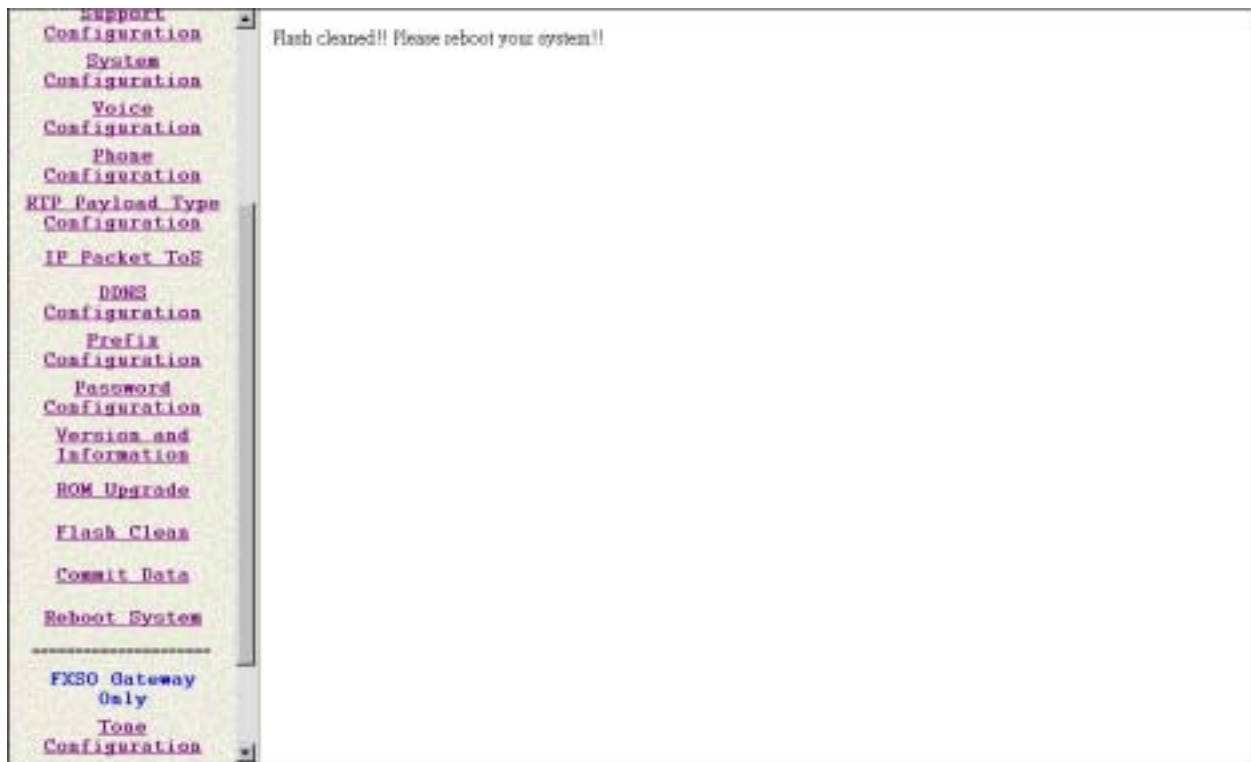 Support
Configuration
System
Configuration
Voice
Configuration
Phone
Configuration
RTP Payload Type
Configuration
IP Packet ToS
DDNS
Configuration
Prefix
Configuration
Password
Configuration
Version and
Information
ROM Upgrade
Flash Clean
Commit Data
Reboot System
----------------------
FXSO Gateway
Only
Tone
Configuration
Flash cleaned!! Please reboot your system!!